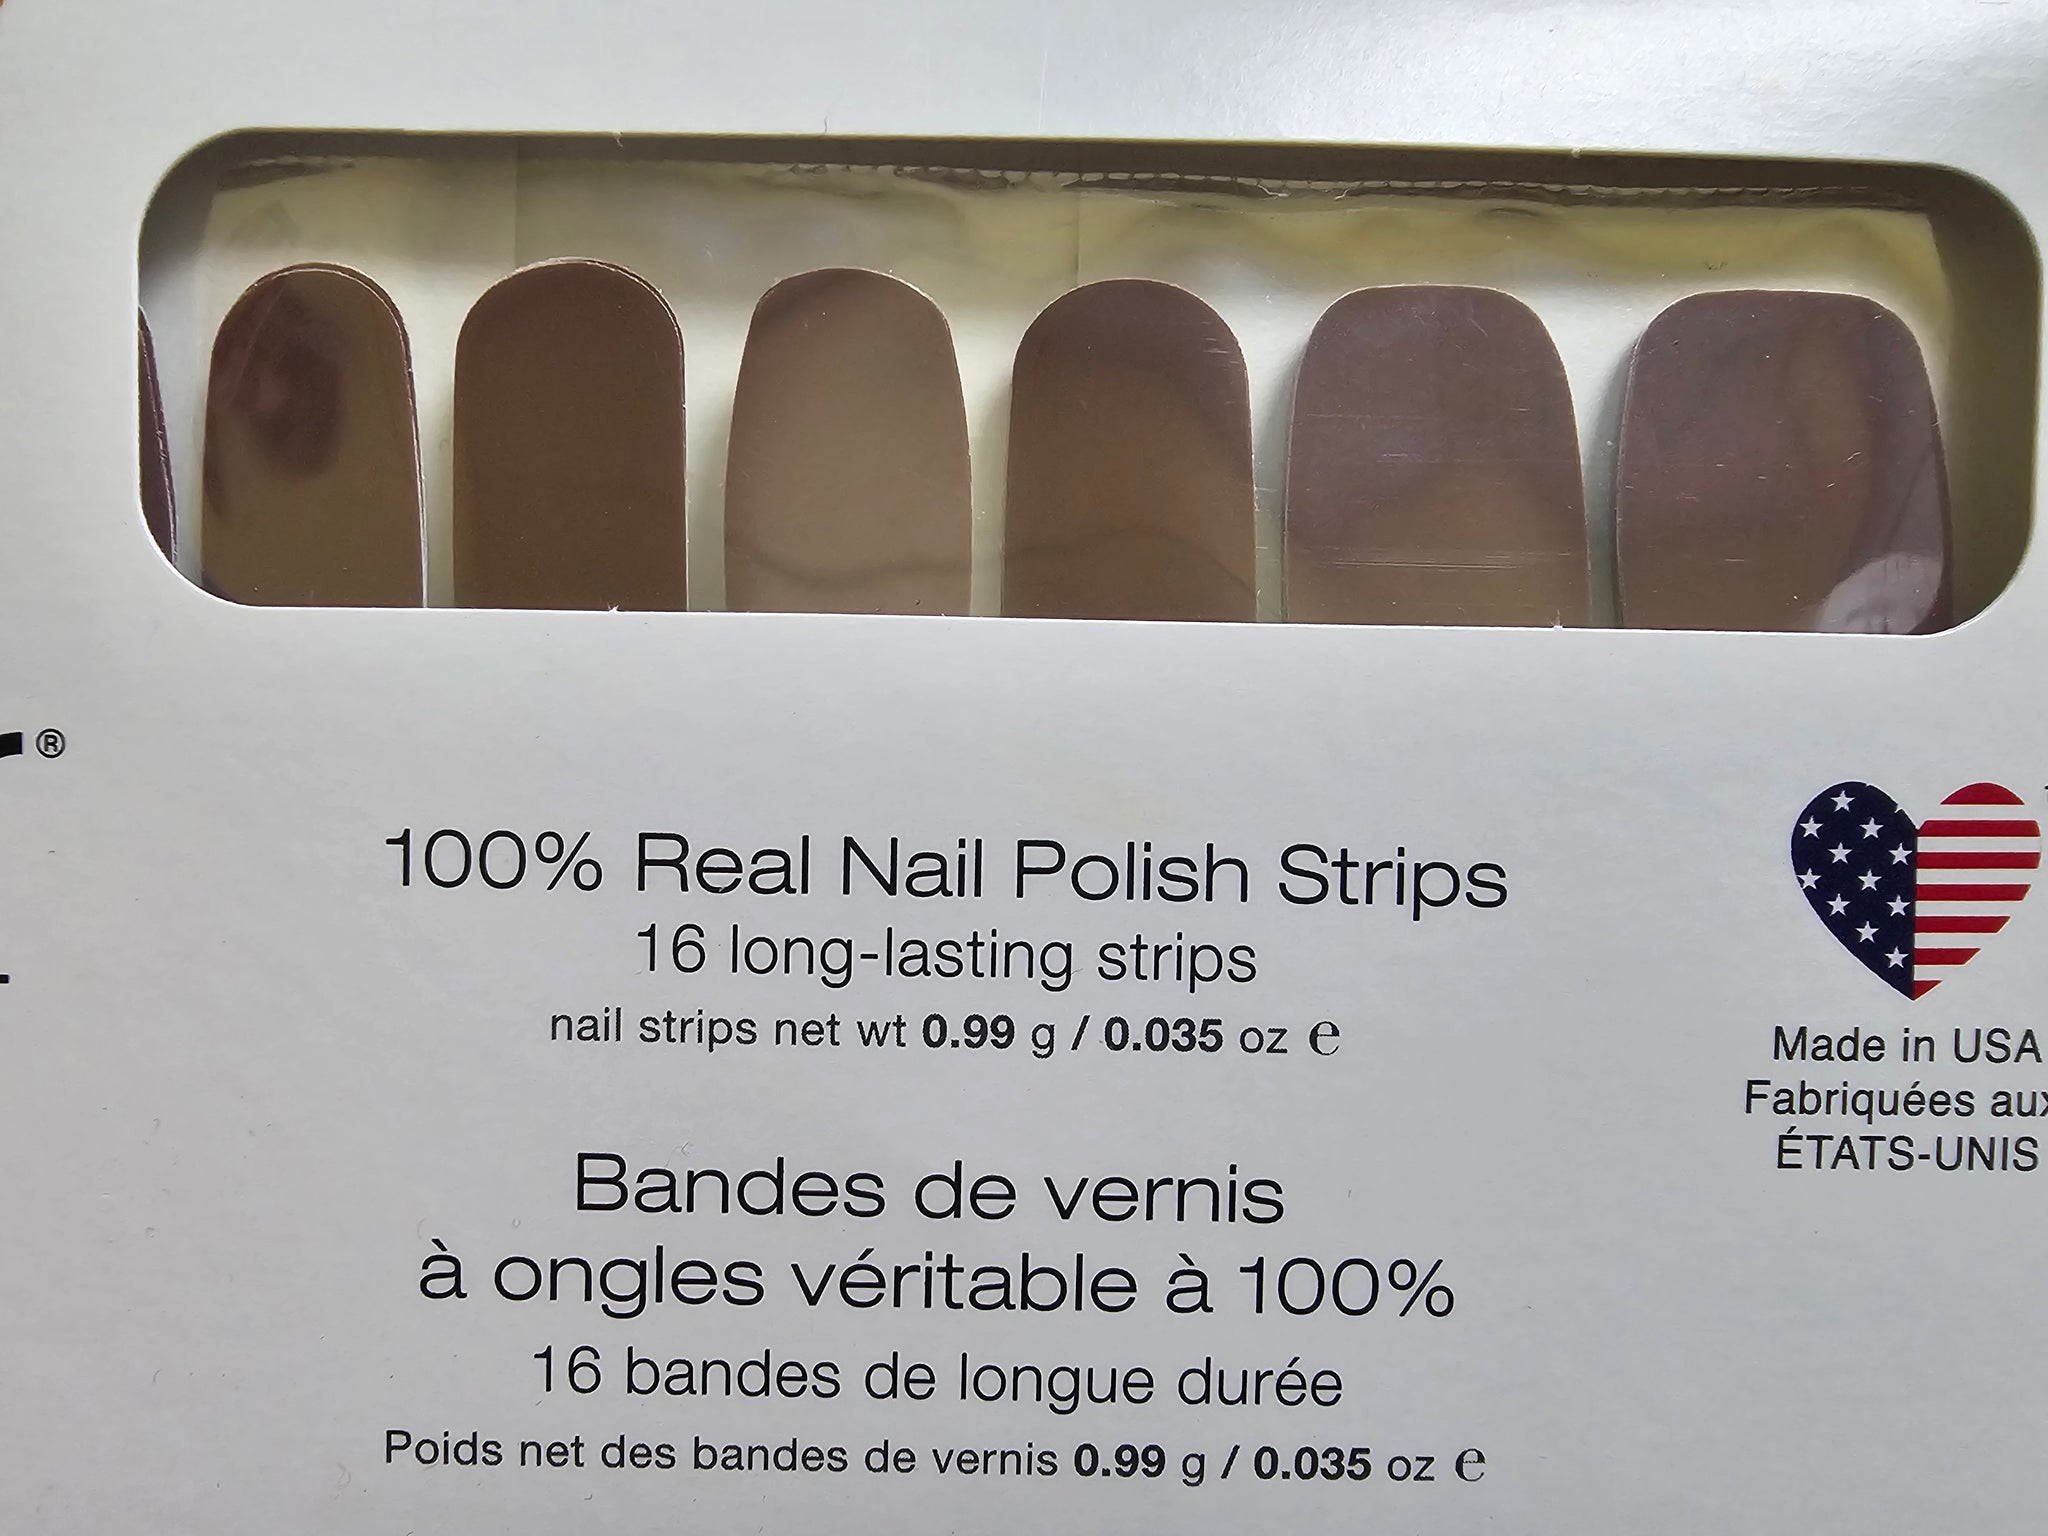 ®
100% Real Nail Polish Strips
16 long-lasting strips
nail strips net wt 0.99 g / 0.035 oz ℮
Bandes de vernis
à ongles véritable à 100%
16 bandes de longue durée
Poids net des bandes de vernis 0.99 g / 0.035 oz ℮
Made in USA
Fabriquées aux
ÉTATS-UNIS